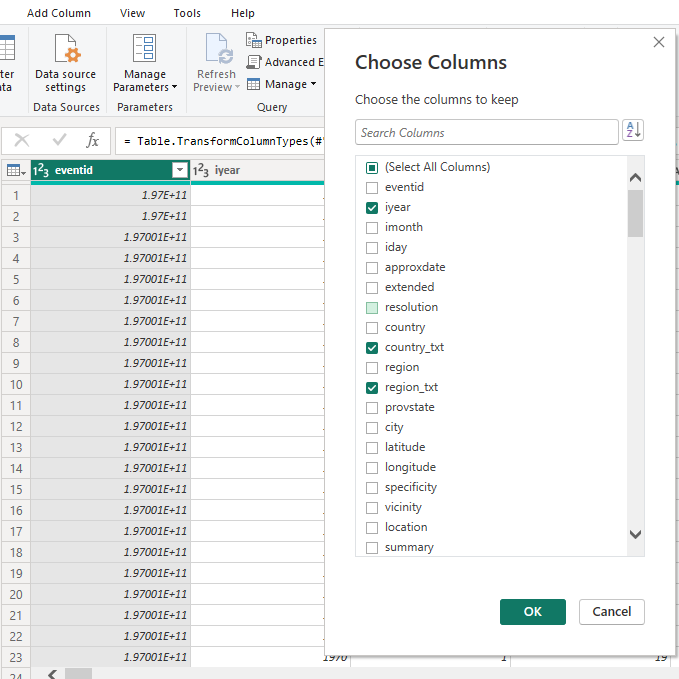 Add Column View Tools Help
ter
ata
Data source
settings
Manage
Parameters
Refresh
Preview
Properties
Advanced E
Manage
Data Sources
Parameters
Query
fx
= Table.TransformColumnTypes(#"
1²3 eventid
1²3 iyear
1 1.97E+11
2 1.97E+11
3 1.97001E+11
4 1.97001E+11
5 1.97001E+11
6 1.97001E+11
7 1.97001E+11
8 1.97001E+11
9 1.97001E+11
10 1.97001E+11
11 1.97001E+11
12 1.97001E+11
13 1.97001E+11
14 1.97001E+11
15 1.97001E+11
16 1.97001E+11
17 1.97001E+11
18 1.97001E+11
19 1.97001E+11
20 1.97001E+11
21 1.97001E+11
22 1.97001E+11
23 1.97001E+11 1970 1 19
24
Choose Columns
Choose the columns to keep
Search Columns
A
Z
(Select All Columns)
eventid
iyear
imonth
iday
approxdate
extended
resolution
country
country_txt
region
region_txt
provstate
city
latitude
longitude
specificity
vicinity
location
summary
OK
Cancel